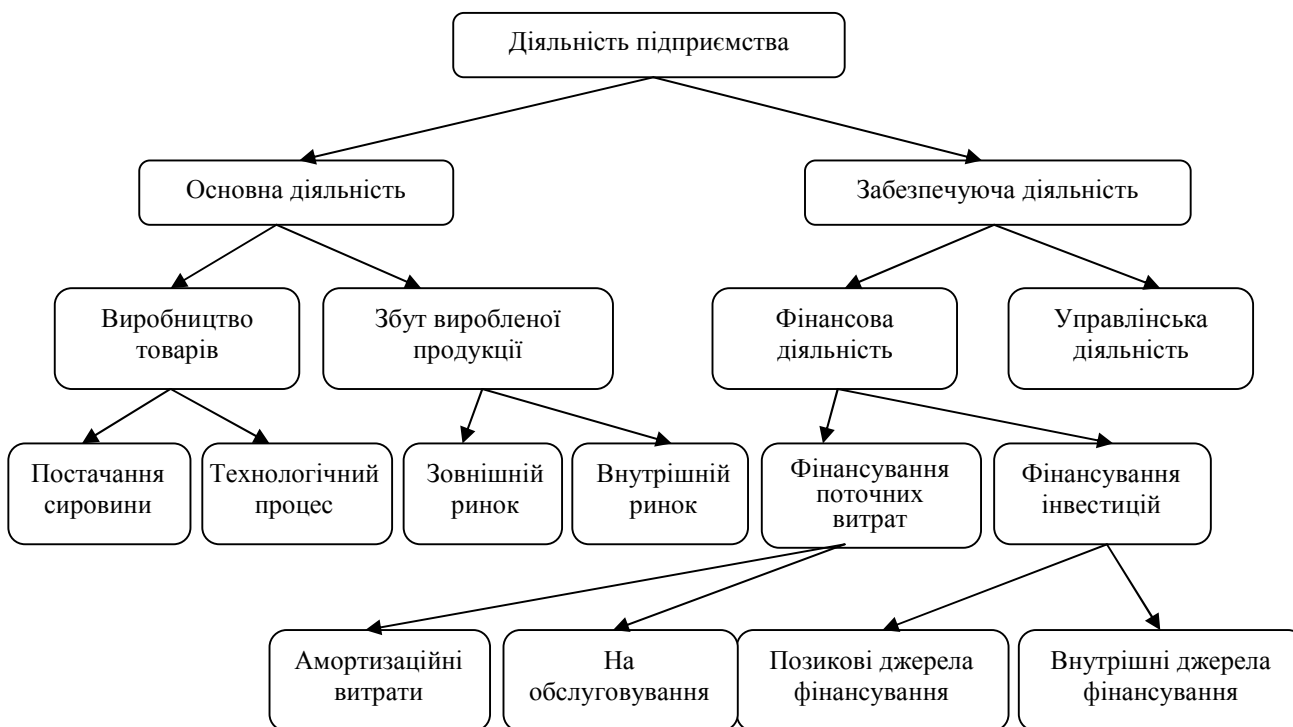 Діяльність підприємства
Основна діяльність
Забезпечуюча діяльність
Виробництво
товарів
Збут виробленої
продукції
Фінансова
діяльність
Управлінська
діяльність
Постачання
сировини
Технологічний
процес
Зовнішній
ринок
Внутрішній
ринок
Фінансування
поточних
витрат
Фінансування
інвестицій
Амортизаційні
витрати
На
обслуговування
Позикові джерела
фінансування
Внутрішні джерела
фінансування